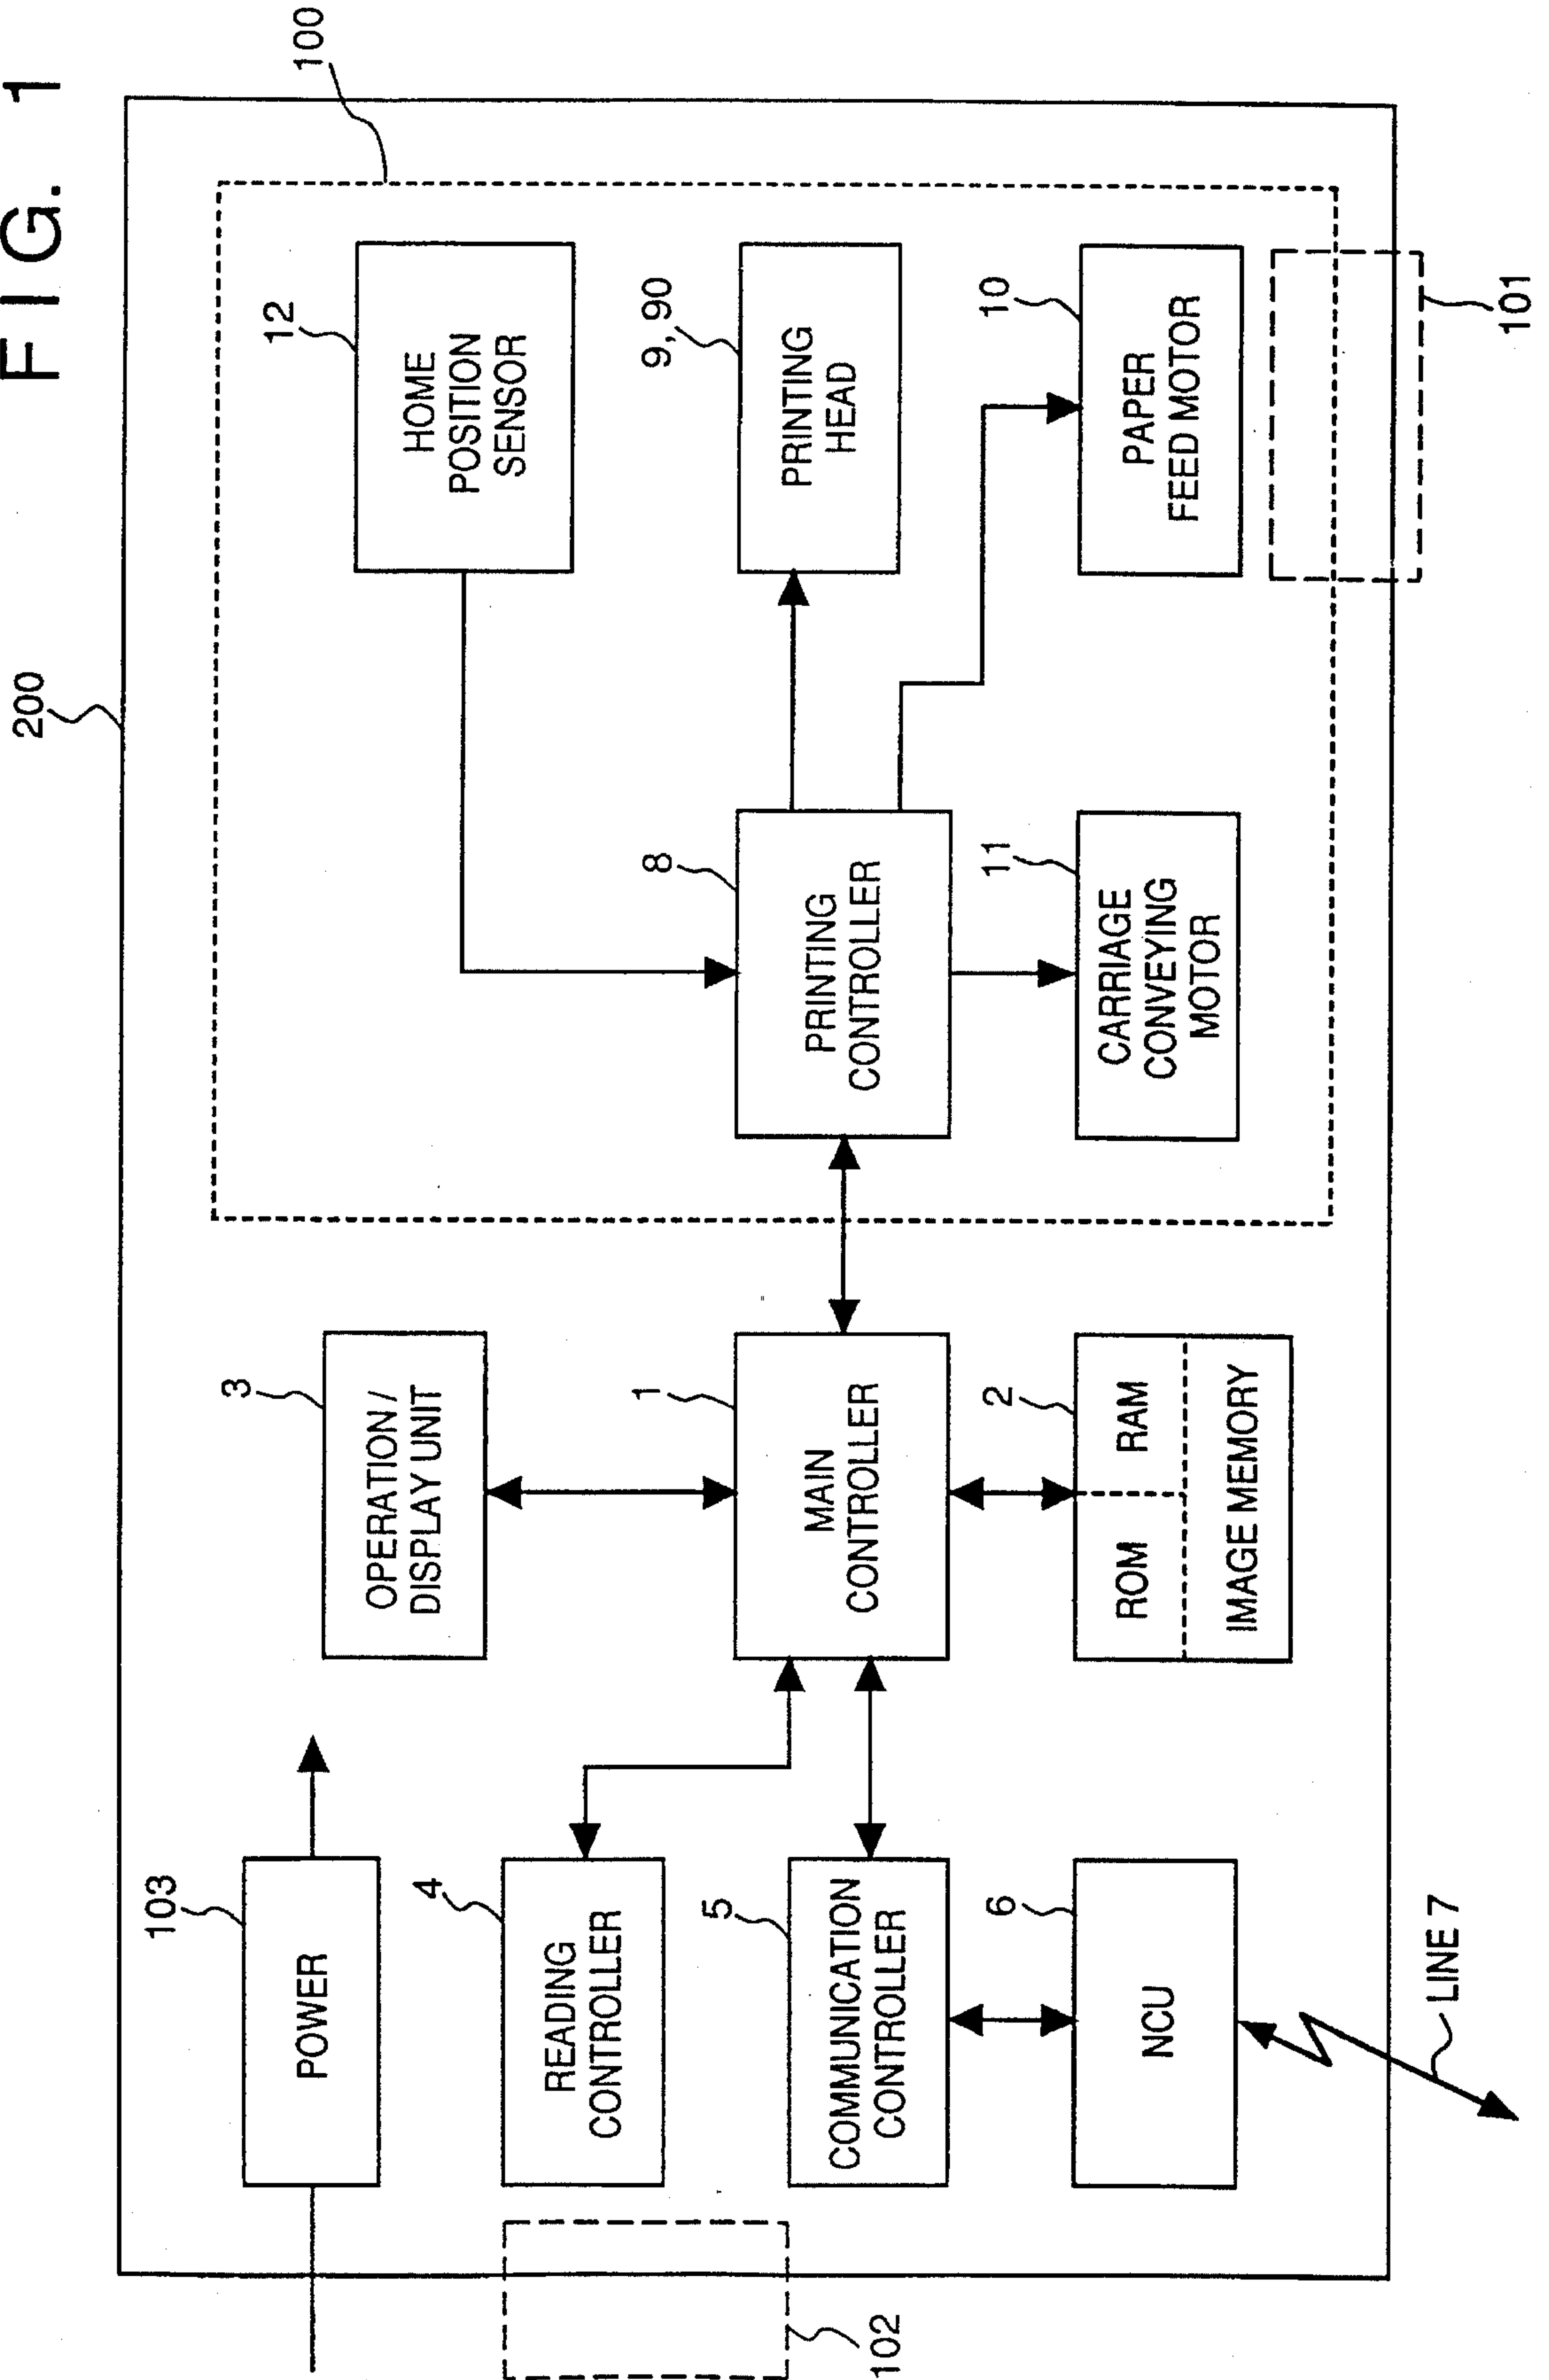 FIG. 1
200
100
103
POWER
3
OPERATION /
DISPLAY UNIT
12
HOME
POSITION
SENSOR
4
READING
CONTROLLER
1
MAIN
CONTROLLER
8
PRINTING
CONTROLLER
9, 90
PRINTING
HEAD
5
COMMUNICATION
CONTROLLER
6
NCU
2
ROM
RAM
IMAGE MEMORY
11
CARRIAGE
CONVEYING
MOTOR
10
PAPER
FEED MOTOR
102
LINE 7
101